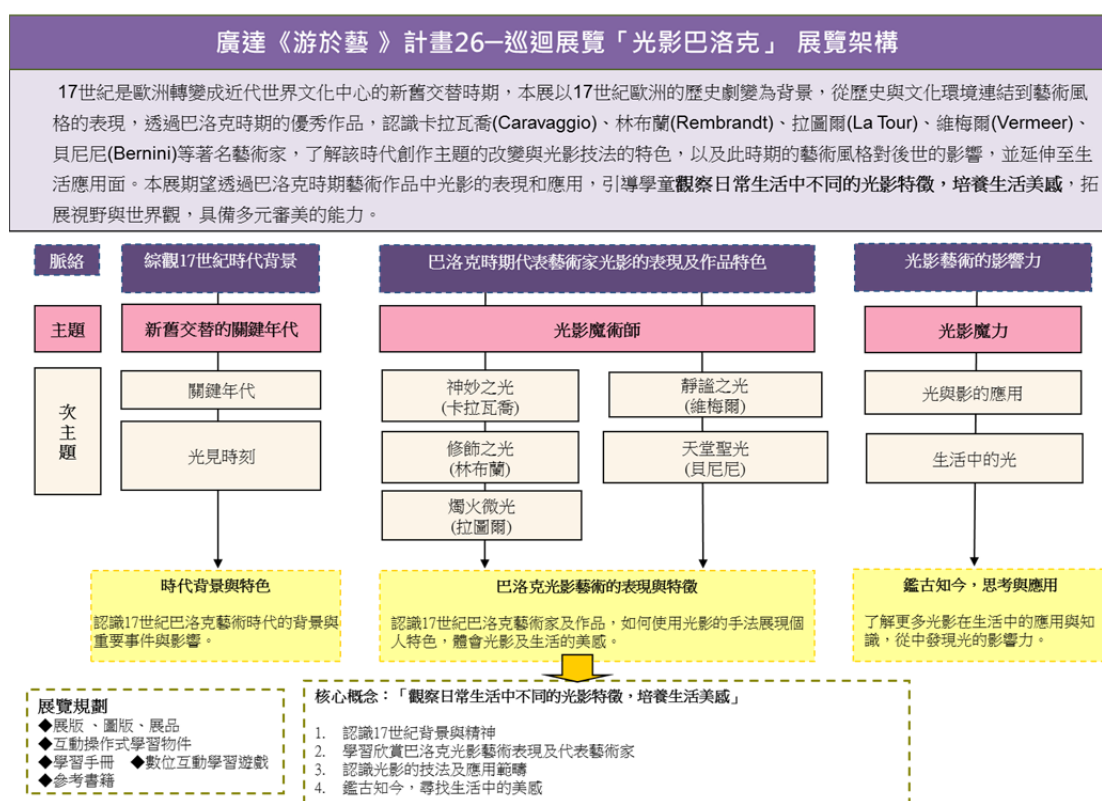 廣達《游於藝 》計畫26—巡迴展覽「光影巴洛克」 展覽架構
17世紀是歐洲轉變成近代世界文化中心的新舊交替時期，本展以17世紀歐洲的歷史劇變為背景，從歷史與文化環境連結到藝術風
格的表現，透過巴洛克時期的優秀作品，認識卡拉瓦喬(Caravaggio)、林布蘭(Rembrandt)、拉圖爾(La Tour)、維梅爾(Vermeer)、
貝尼尼(Bernini)等著名藝術家，了解該時代創作主題的改變與光影技法的特色，以及此時期的藝術風格對後世的影響，並延伸至生
活應用面。本展期望透過巴洛克時期藝術作品中光影的表現和應用，引導學童觀察日常生活中不同的光影特徵，培養生活美感，拓
展視野與世界觀，具備多元審美的能力。
脈絡
綜觀17世紀時代背景
巴洛克時期代表藝術家光影的表現及作品特色
光影藝術的影響力
主題
新舊交替的關鍵年代
光影魔術師
光影魔力
次主題
關鍵年代
光見時刻
神妙之光
(卡拉瓦喬)
修飾之光
(林布蘭)
燭火微光
(拉圖爾)
靜謐之光
(維梅爾)
天堂聖光
(貝尼尼)
光與影的應用
生活中的光
時代背景與特色
認識17世紀巴洛克藝術時代的背景與
重要事件與影響。
巴洛克光影藝術的表現與特徵
認識17世紀巴洛克藝術家及作品，如何使用光影的手法展現個
人特色，體會光影及生活的美感。
鑑古知今，思考與應用
了解更多光影在生活中的應用與知
識，從中發現光的影響力。
展覽規劃
◆展版、圖版、展品
◆互動操作式學習物件
◆學習手冊 ◆數位互動學習遊戲
◆參考書籍
核心概念：「觀察日常生活中不同的光影特徵，培養生活美感」
1. 認識17世紀背景與精神
2. 學習欣賞巴洛克光影藝術表現及代表藝術家
3. 認識光影的技法及應用範疇
4. 鑑古知今，尋找生活中的美感